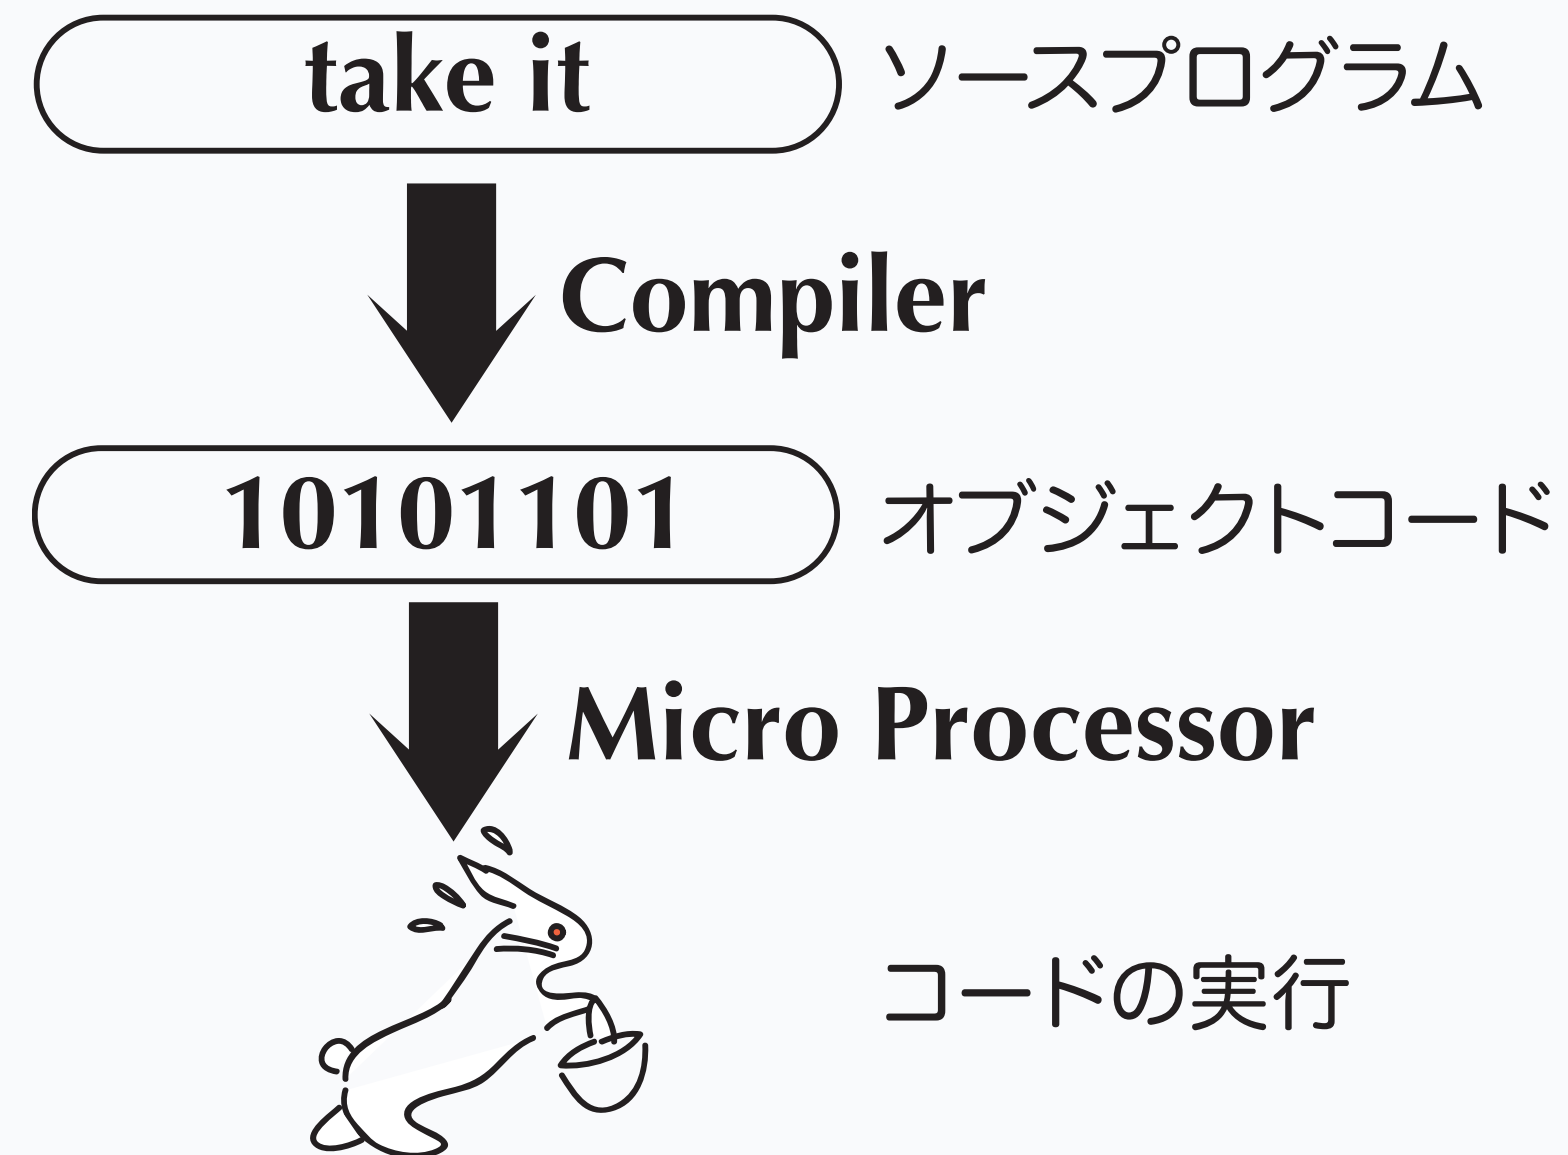 take it ソースプログラム
Compiler
10101101 オブジェクトコード
Micro Processor
コードの実行